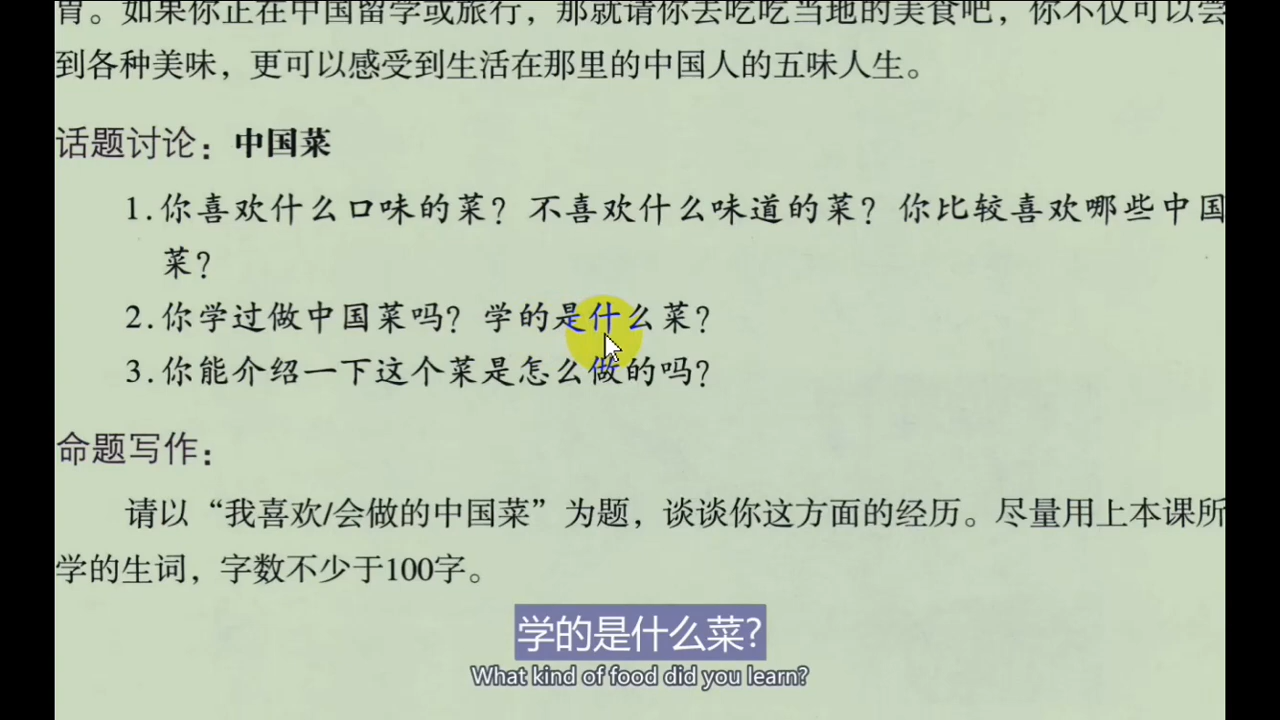 胃。如果你正在中国留学或旅行，那就请你去吃吃当地的美食吧，你不仅可以尝
到各种美味，更可以感受到生活在那里的中国人的五味人生。
话题讨论：中国菜
1.你喜欢什么口味的菜？不喜欢什么味道的菜？你比较喜欢哪些中国
菜？
2.你学过做中国菜吗？学的是什么菜？
3.你能介绍一下这个菜是怎么做的吗？
命题写作：
请以“我喜欢/会做的中国菜”为题，谈谈你这方面的经历。尽量用上本课所
学的生词，字数不少于100字。
学的是什么菜?
What kind of food did you learn?